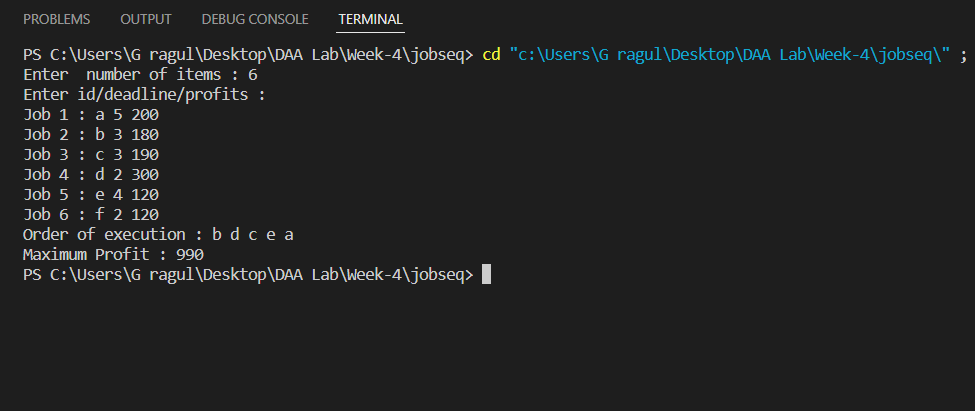 PROBLEMS OUTPUT DEBUG CONSOLE TERMINAL
PS C:\Users\G ragul\Desktop\DAA Lab\Week-4\jobseq> cd "c:\Users\G ragul\Desktop\DAA Lab\Week-4\jobseq\" ;
Enter  number of items : 6
Enter id/deadline/profits :
Job 1 : a 5 200
Job 2 : b 3 180
Job 3 : c 3 190
Job 4 : d 2 300
Job 5 : e 4 120
Job 6 : f 2 120
Order of execution : b d c e a
Maximum Profit : 990
PS C:\Users\G ragul\Desktop\DAA Lab\Week-4\jobseq>